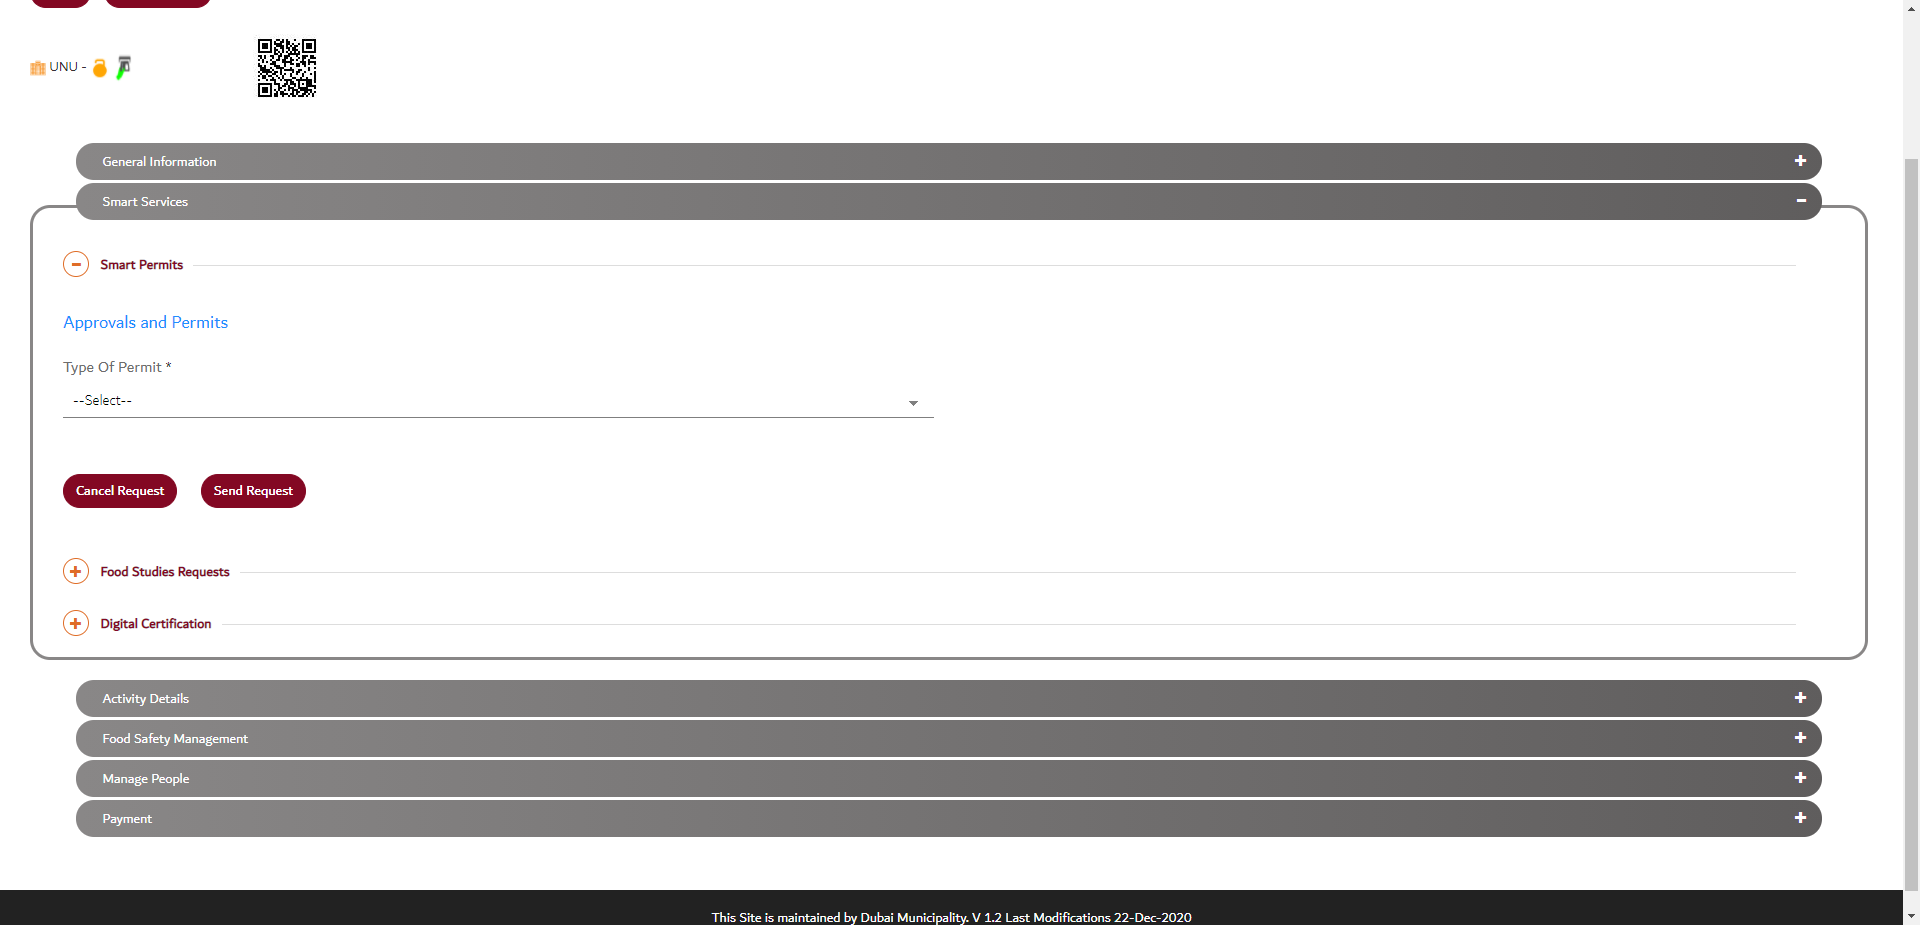 UNU -
General Information
Smart Services
Smart Permits
Approvals and Permits
Type Of Permit *
--Select--
Cancel Request
Send Request
Food Studies Requests
Digital Certification
Activity Details
Food Safety Management
Manage People
Payment
This Site is maintained by Dubai Municipality. V 1.2 Last Modifications 22-Dec-2020